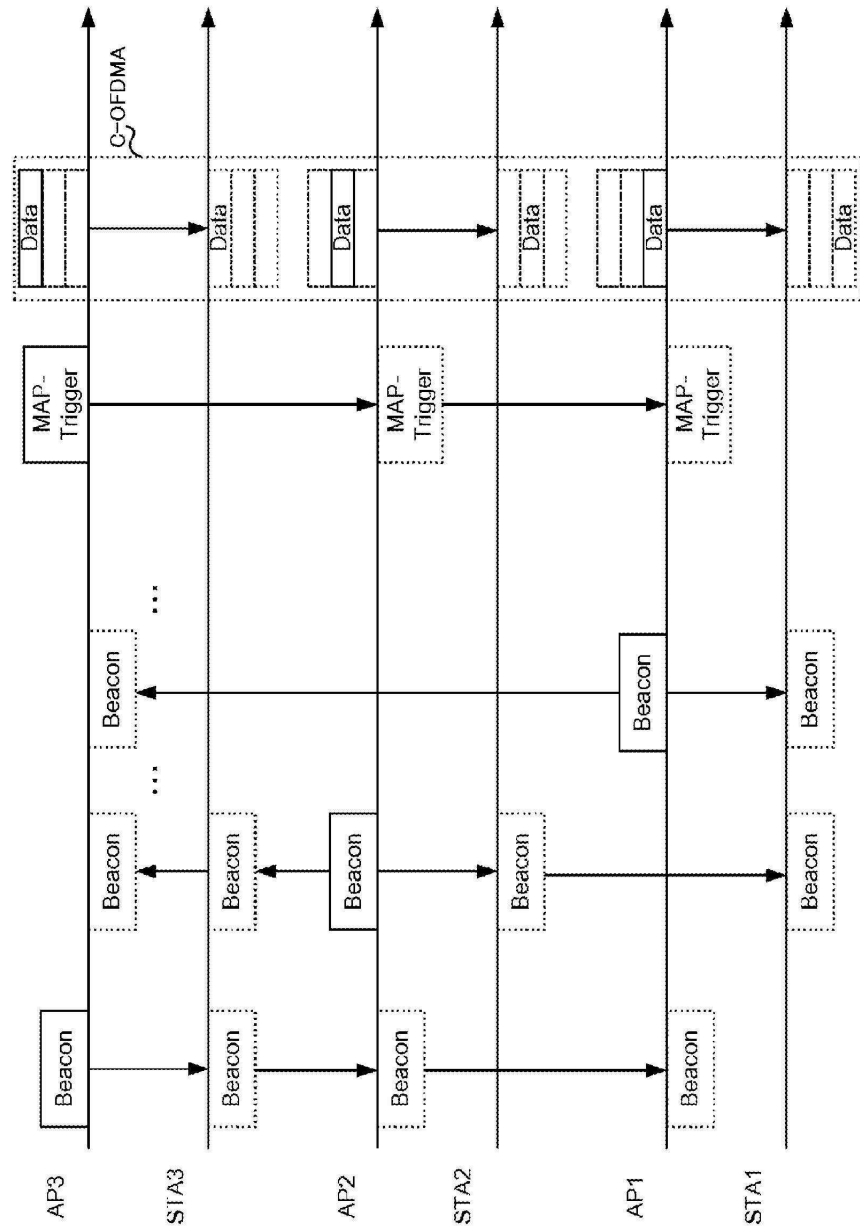 C-OFDMA
AP3
Beacon
Beacon
Beacon
MAP-
Trigger
Data
...
...
STA3
Beacon
Beacon
Data
AP2
Beacon
Beacon
MAP-
Trigger
Data
STA2
Beacon
Data
AP1
Beacon
Beacon
MAP-
Trigger
Data
STA1
Beacon
Beacon
Data